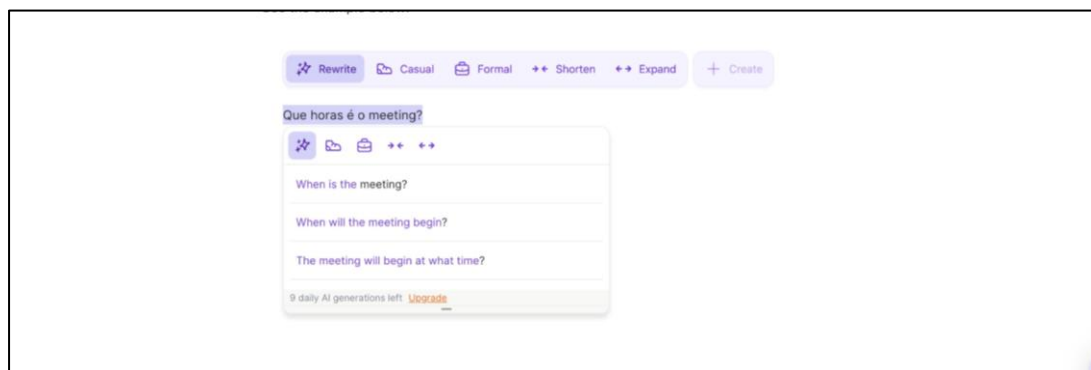 Rewrite Casual Formal Shorten Expand Create
Que horas é o meeting?
When is the meeting?
When will the meeting begin?
The meeting will begin at what time?
9 daily AI generations left Upgrade